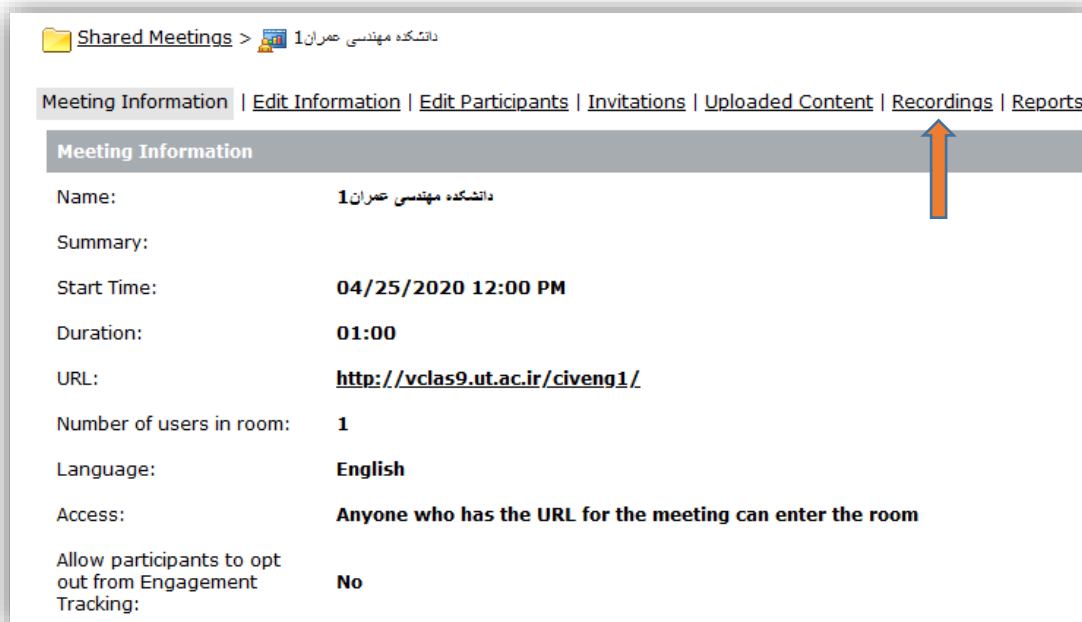 Shared Meetings > دانشکده مهندسی عمران1
Meeting Information | Edit Information | Edit Participants | Invitations | Uploaded Content | Recordings | Reports
Meeting Information
Name: دانشکده مهندسی عمران1
Summary:
Start Time: 04/25/2020 12:00 PM
Duration: 01:00
URL: http://vclas9.ut.ac.ir/civeng1/
Number of users in room: 1
Language: English
Access: Anyone who has the URL for the meeting can enter the room
Allow participants to opt
out from Engagement No
Tracking: